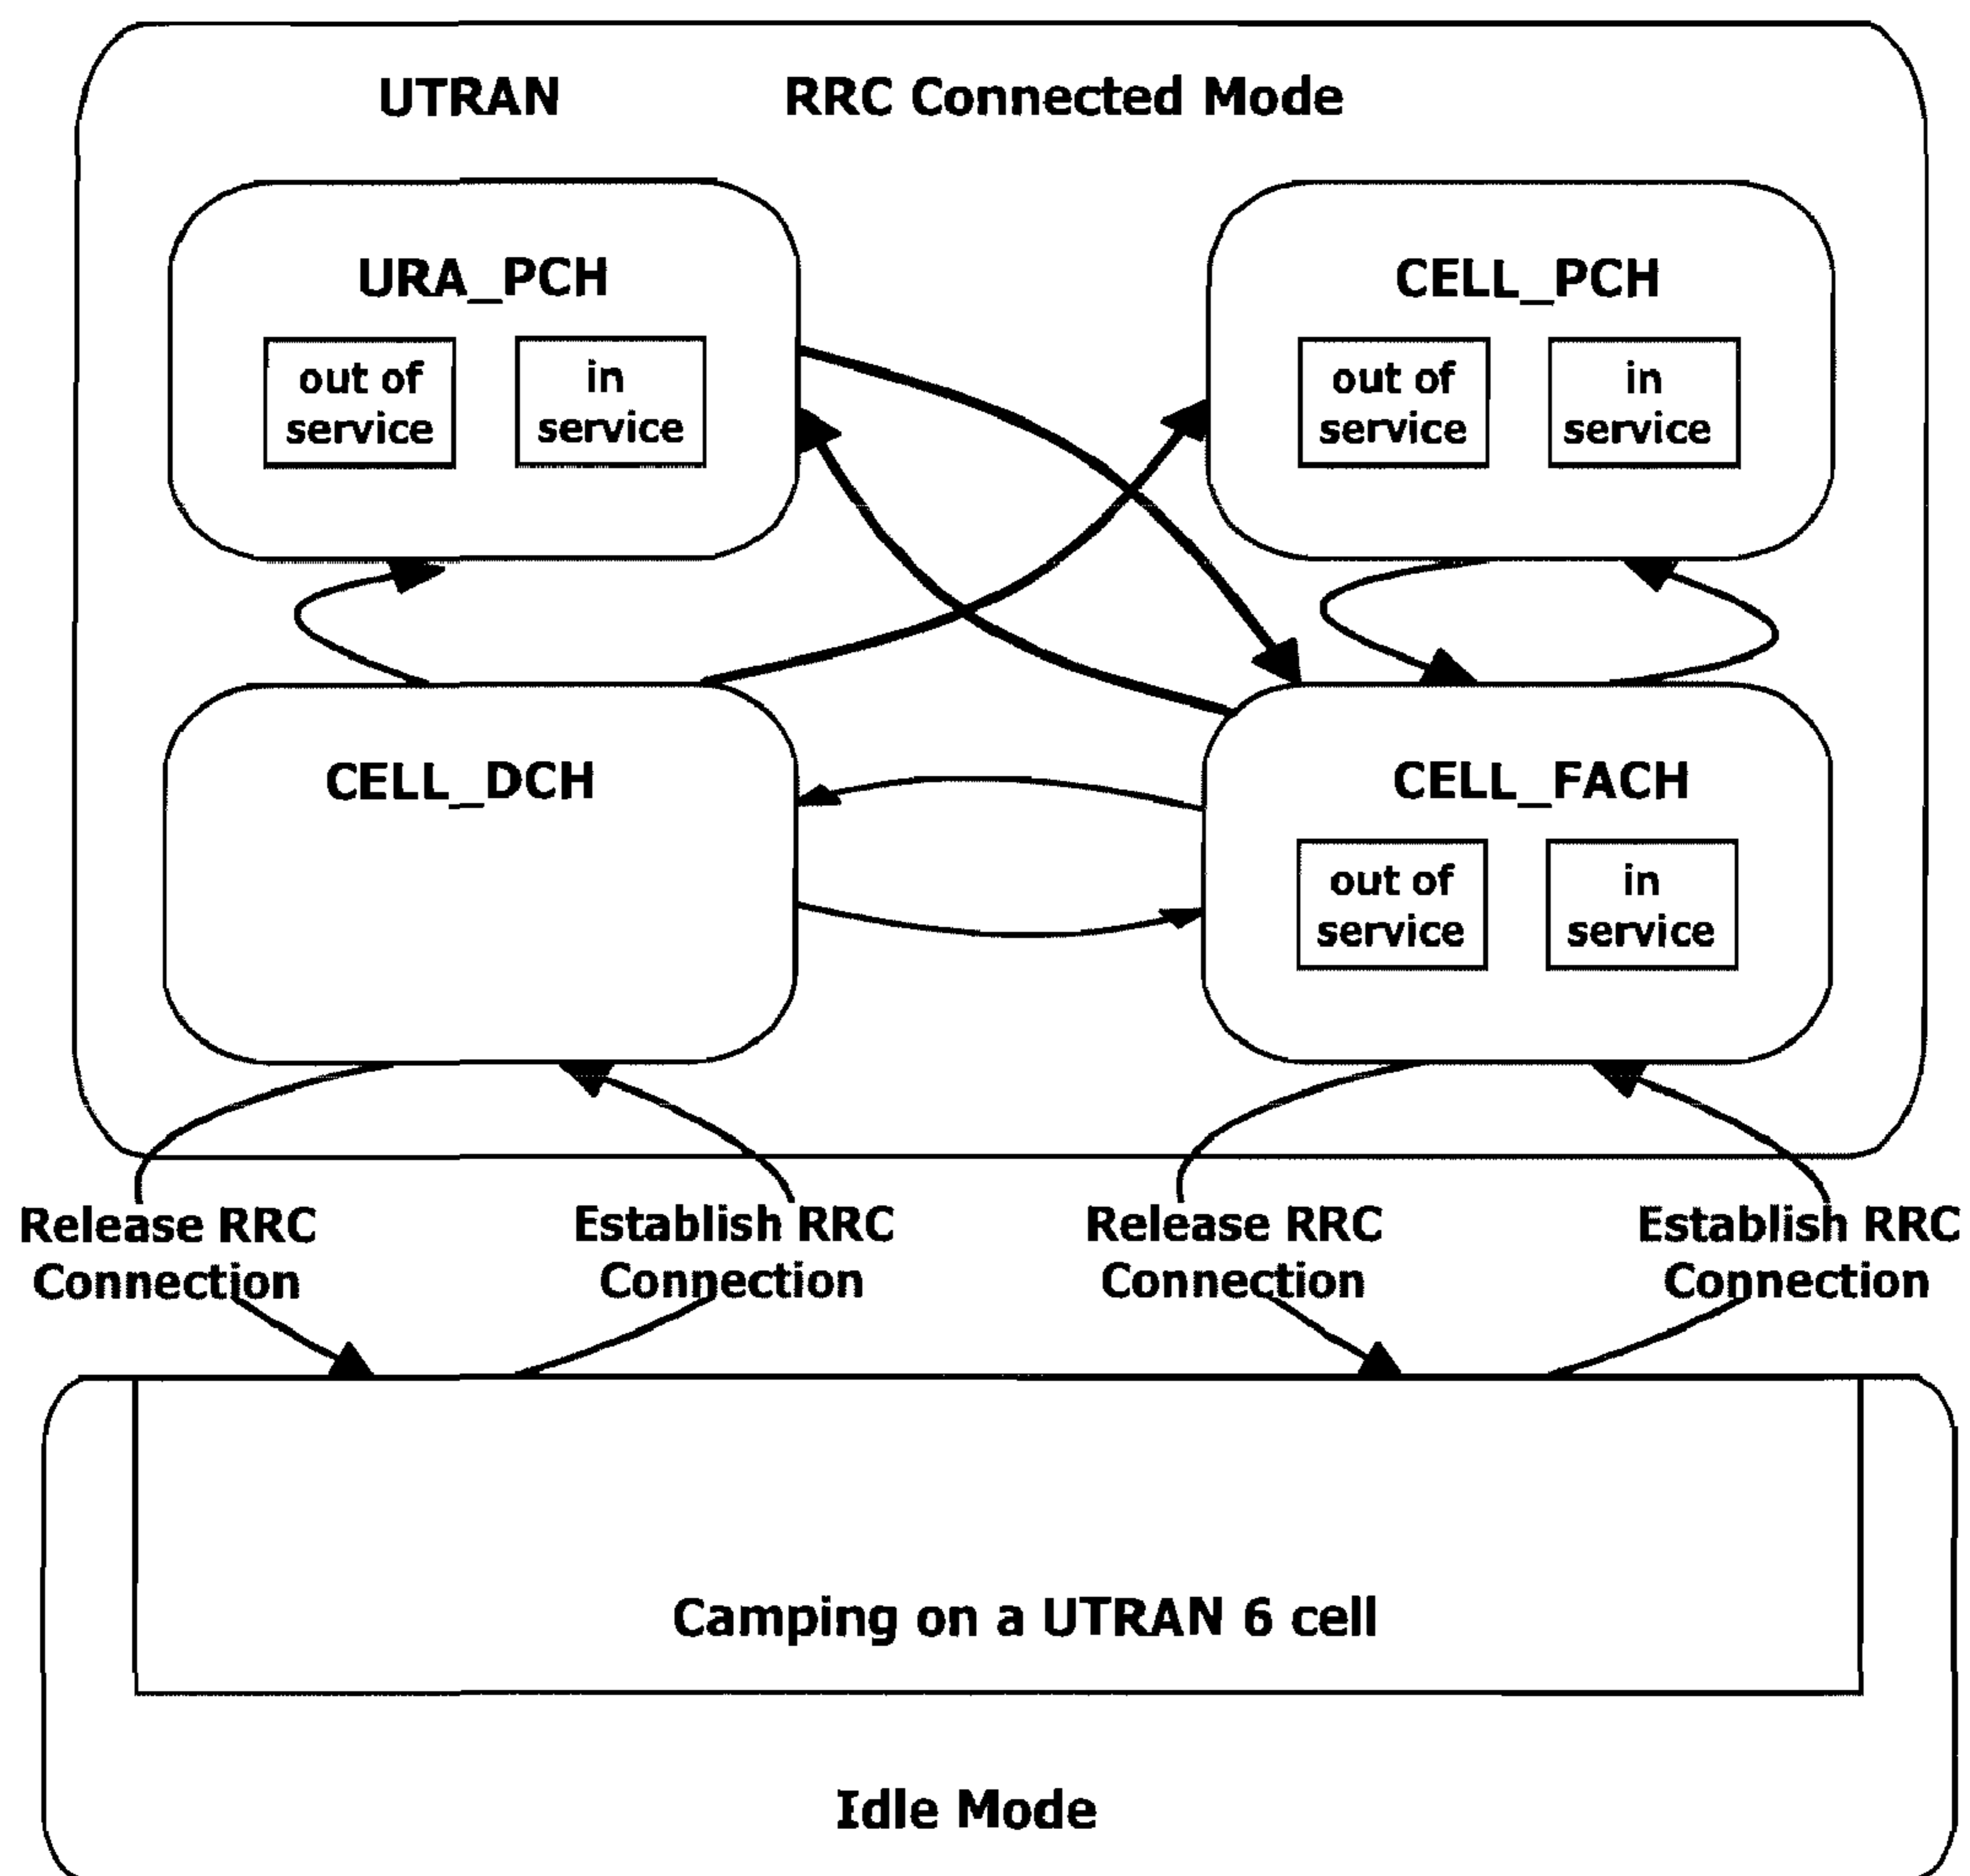 UTRAN RRC Connected Mode
URA_PCH
out of
service
in
service
CELL_PCH
out of
service
in
service
CELL_DCH
CELL_FACH
out of
service
in
service
Release RRC
Connection
Establish RRC
Connection
Release RRC
Connection
Establish RRC
Connection
Camping on a UTRAN 6 cell
Idle Mode